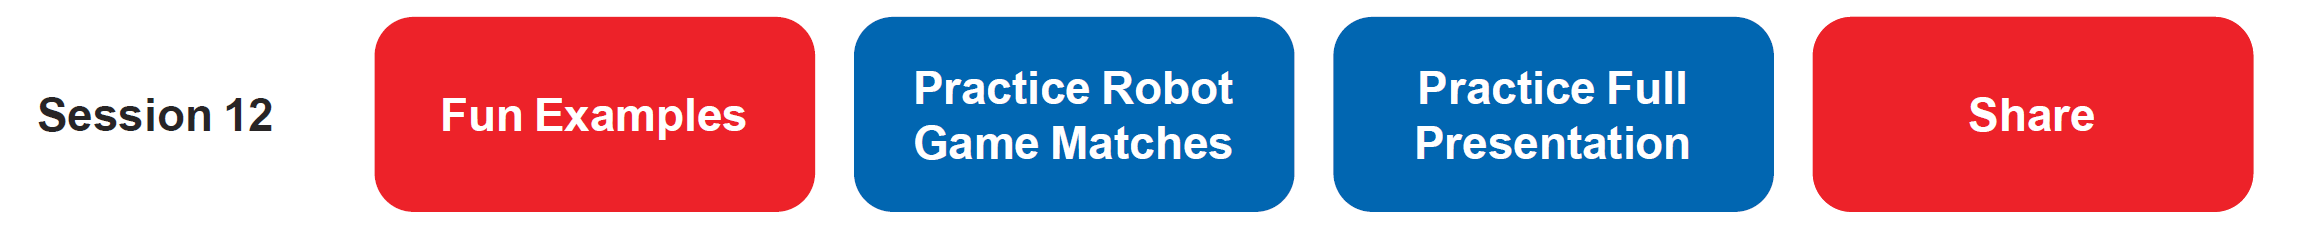 Session 12
Fun Examples
Practice Robot
Game Matches
Practice Full
Presentation
Share